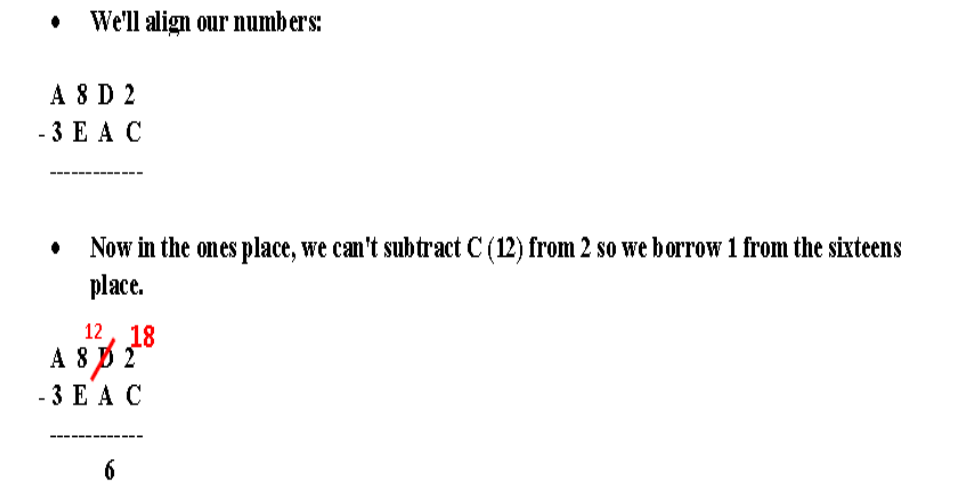 • We'll align our numbers:
A 8 D 2
- 3 E A C
-------------
• Now in the ones place, we can't subtract C (12) from 2 so we borrow 1 from the sixteens
place.
12 18
A 8 D 2
- 3 E A C
-------------
6